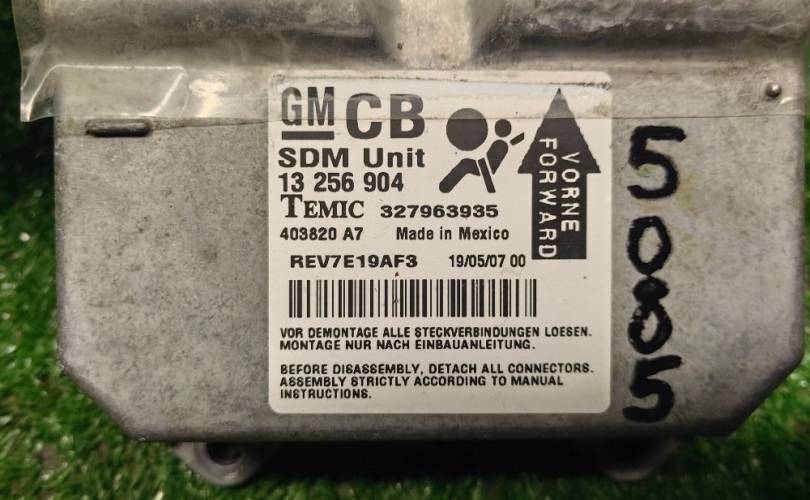 GM CB
SDM Unit
13 256 904
TEMIC 327963935
403820 A7 Made in Mexico
REV7E19AF3 19/05/07 00
VOR DEMONTAGE ALLE STECKVERBINDUNGEN LOESEN.
MONTAGE NUR NACH EINBAUANLEITUNG.
BEFORE DISASSEMBLY, DETACH ALL CONNECTORS.
ASSEMBLY STRICTLY ACCORDING TO MANUAL
INSTRUCTIONS.
VORNE
FORWARD
5085